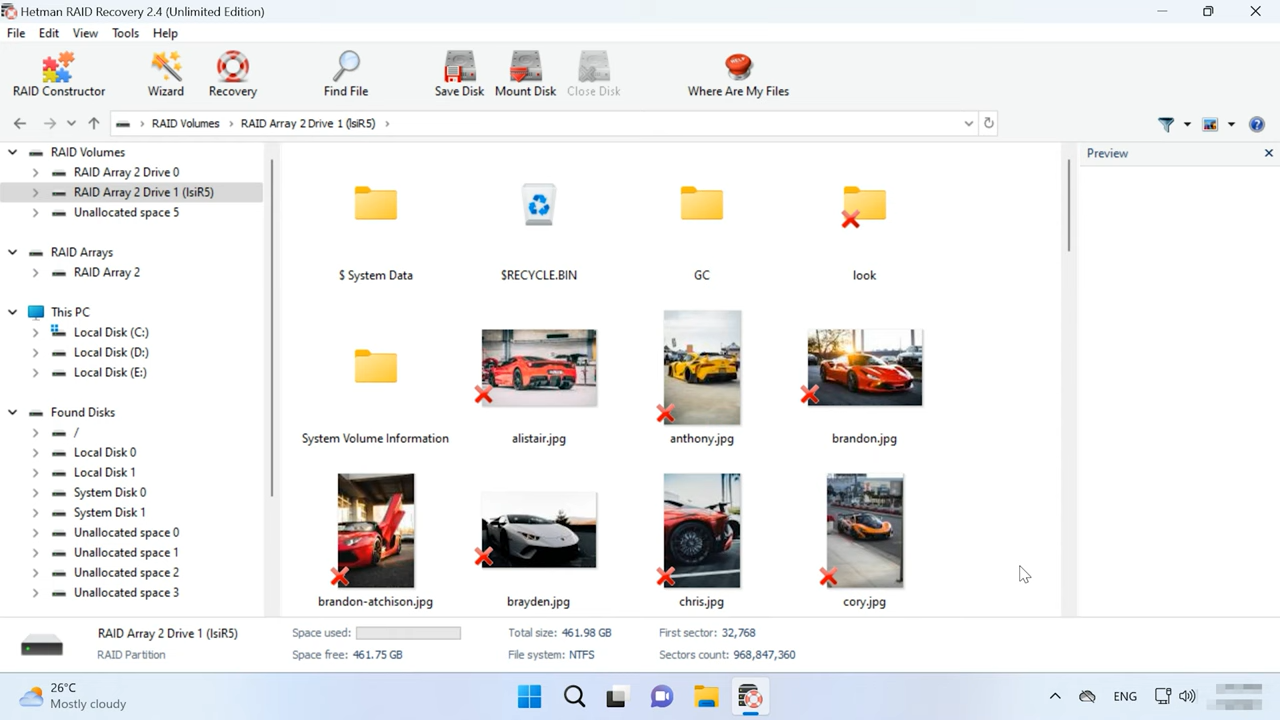 Hetman RAID Recovery 2.4 (Unlimited Edition)
File Edit View Tools Help
RAID Constructor Wizard Recovery Find File Save Disk Mount Disk Close Disk Where Are My Files
RAID Volumes RAID Array 2 Drive 1 (lsiR5)
RAID Volumes
RAID Array 2 Drive 0
RAID Array 2 Drive 1 (lsiR5)
Unallocated space 5
RAID Arrays
RAID Array 2
This PC
Local Disk (C:)
Local Disk (D:)
Local Disk (E:)
Found Disks
/
Local Disk 0
Local Disk 1
System Disk 0
System Disk 1
Unallocated space 0
Unallocated space 1
Unallocated space 2
Unallocated space 3
$ System Data $RECYCLE.BIN GC look
System Volume Information alistair.jpg anthony.jpg brandon.jpg
brandon-atchison.jpg brayden.jpg chris.jpg cory.jpg
Preview
RAID Array 2 Drive 1 (lsiR5) Space used: Total size: 461.98 GB First sector: 32,768
RAID Partition Space free: 461.75 GB File system: NTFS Sectors count: 968,847,360
26°C
Mostly cloudy
ENG